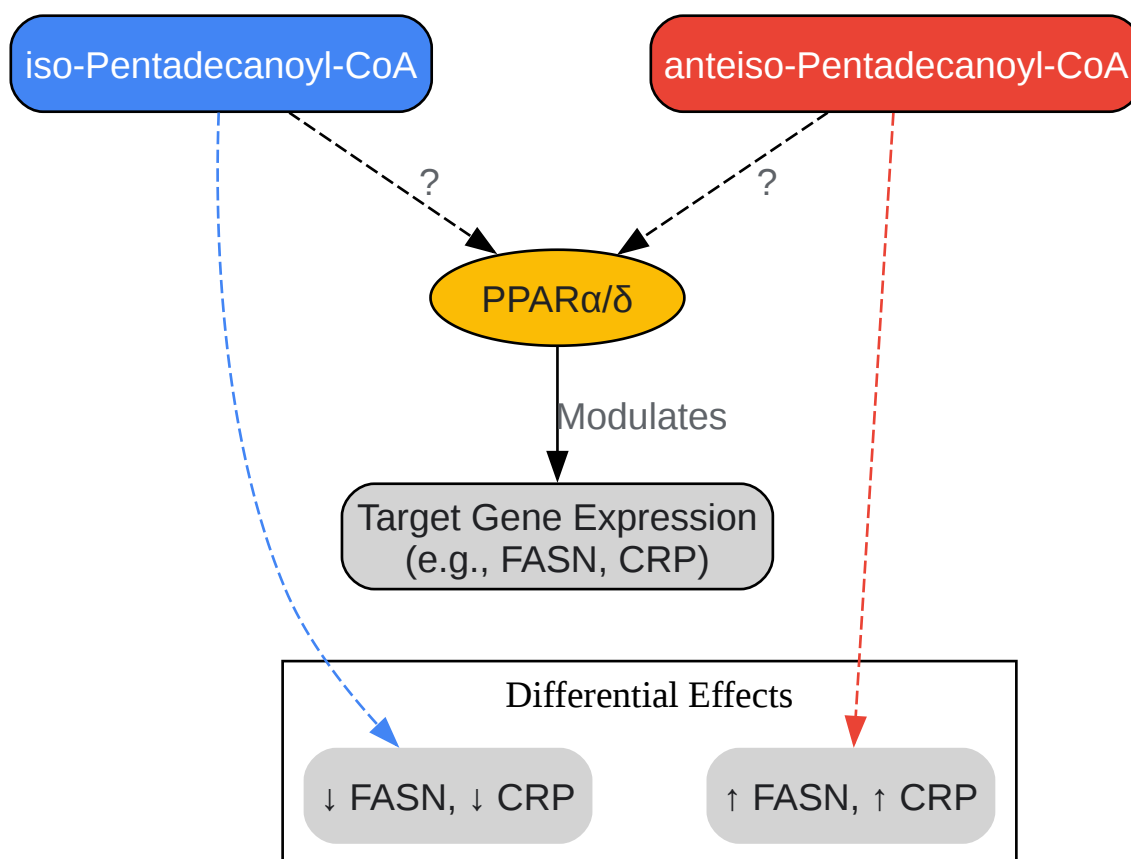 iso-Pentadecanoyl-CoA
anteiso-Pentadecanoyl-CoA
?
?
PPARα/δ
Modulates
Target Gene Expression
(e.g., FASN, CRP)
Differential Effects
↓ FASN, ↓ CRP
↑ FASN, ↑ CRP